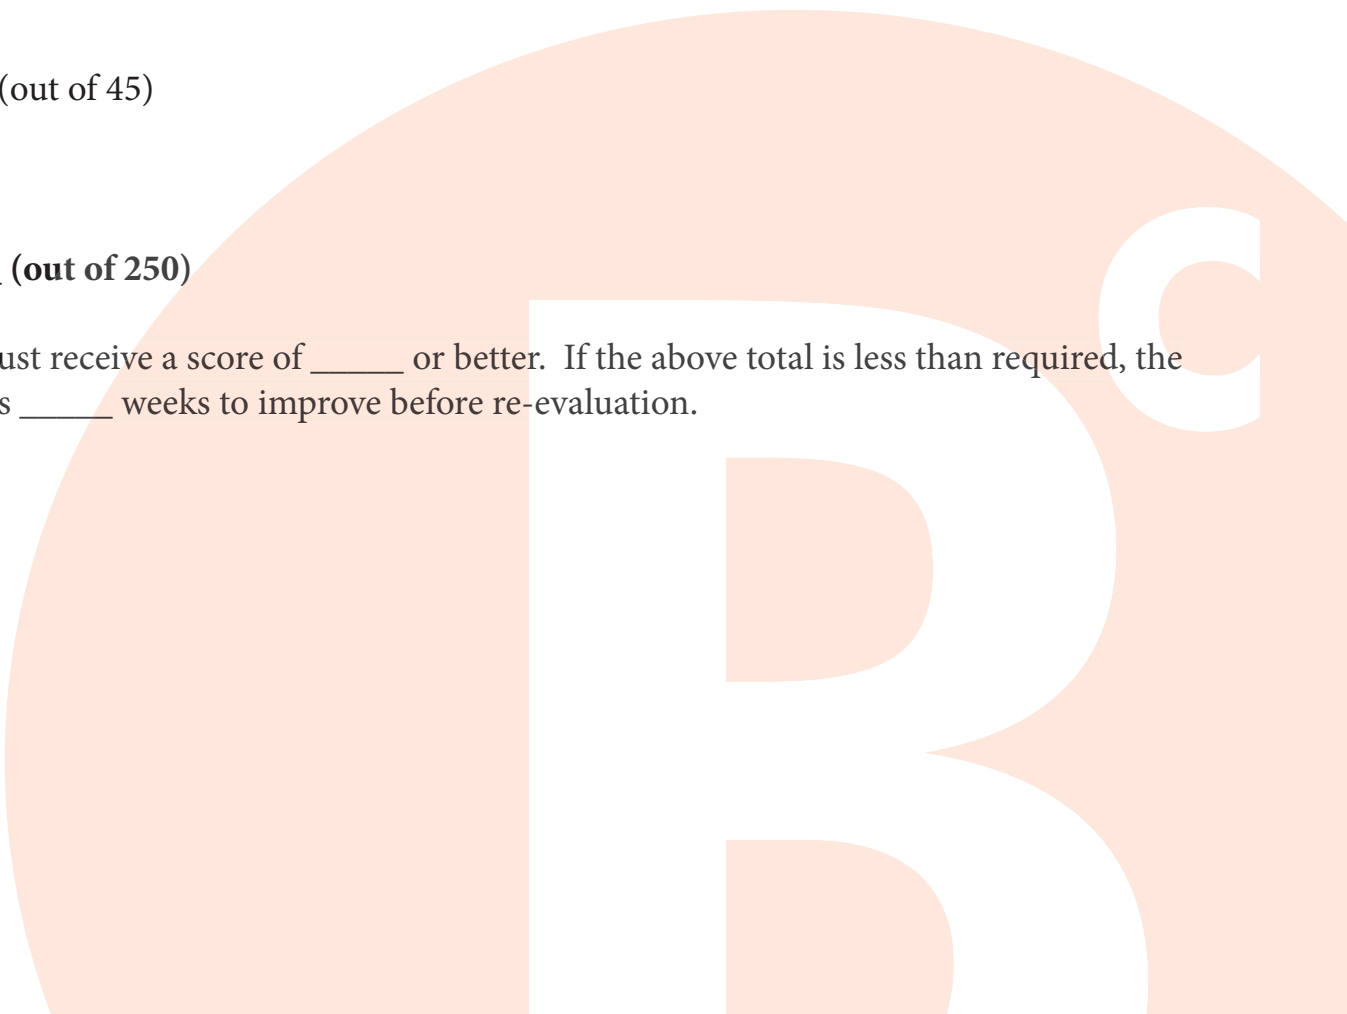 (out of 45)
(out of 250)
ust receive a score of _____ or better.  If the above total is less than required, the
s _____ weeks to improve before re-evaluation.
C
B